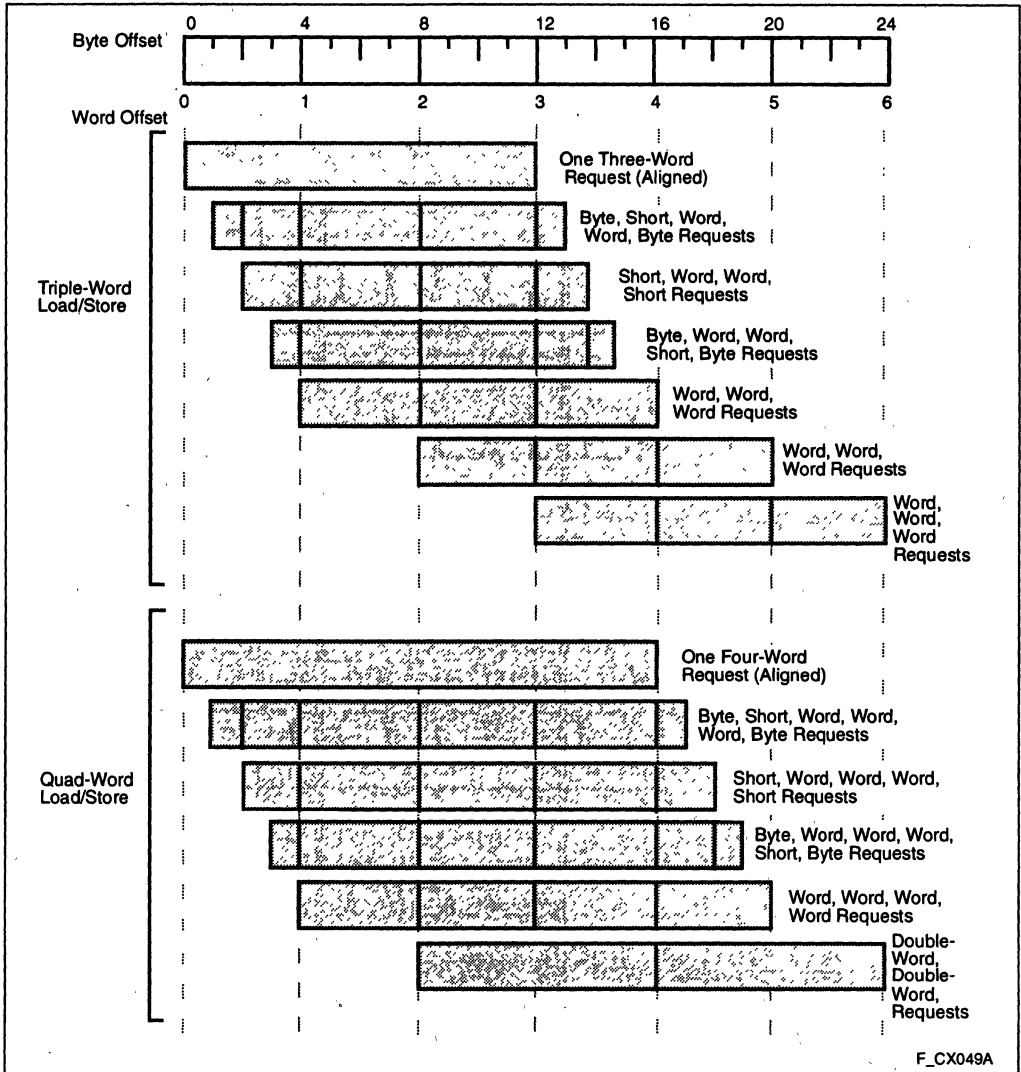 Byte Offset
0 4 8 12 16 20 24
Word Offset
0 1 2 3 4 5 6
Triple-Word
Load/Store
One Three-Word
Request (Aligned)
Byte, Short, Word,
Word, Byte Requests
Short, Word, Word,
Short Requests
Byte, Word, Word,
Short, Byte Requests
Word, Word,
Word Requests
Word, Word,
Word Requests
Word,
Word,
Word
Requests
Quad-Word
Load/Store
One Four-Word
Request (Aligned)
Byte, Short, Word, Word,
Word, Byte Requests
Short, Word, Word, Word,
Short Requests
Byte, Word, Word, Word,
Short, Byte Requests
Word, Word, Word,
Word Requests
Double-
Word,
Double-
Word,
Requests
F_CX049A